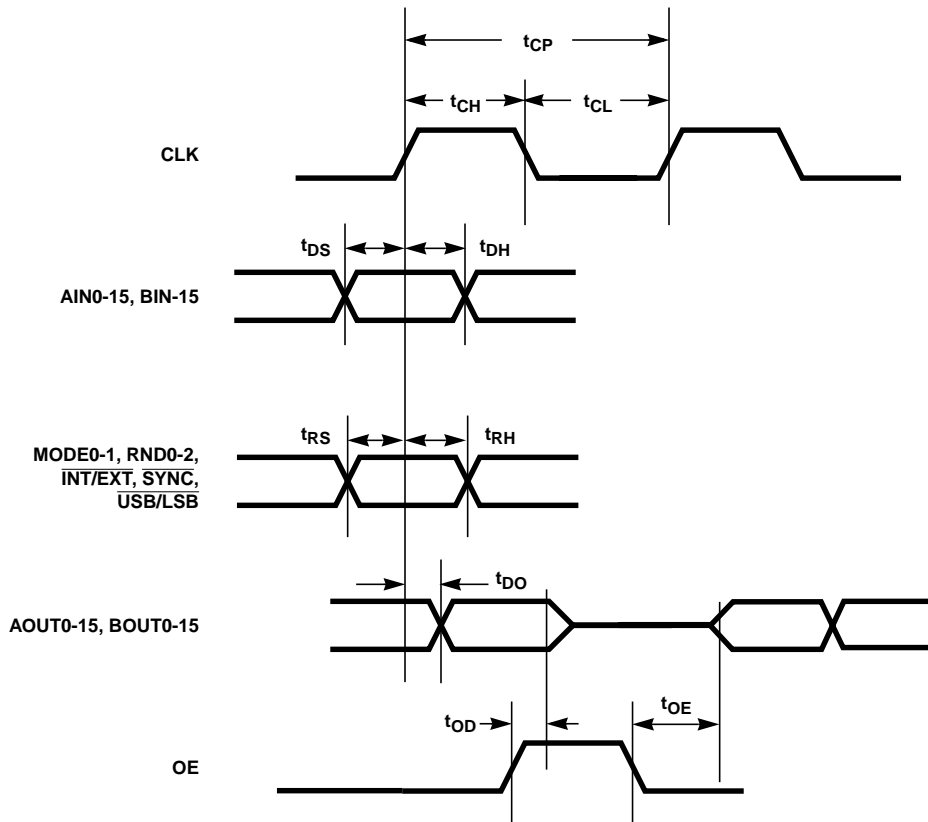 tCP
tCH
tCL
CLK
tDS
tDH
AIN0-15, BIN-15
tRS
tRH
MODE0-1, RND0-2,
INT/EXT, SYNC,
USB/LSB
tDO
AOUT0-15, BOUT0-15
tOD
tOE
OE